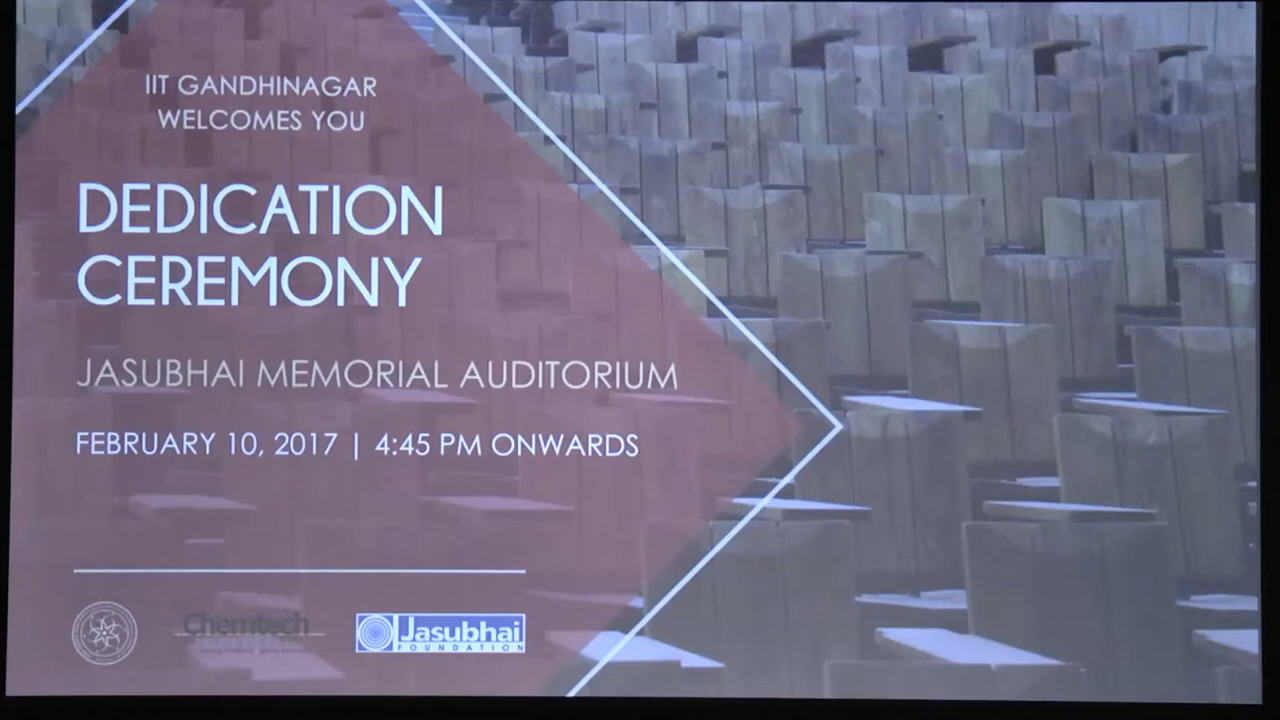 IIT GANDHINAGAR
WELCOMES YOU
DEDICATION
CEREMONY
JASUBHAI MEMORIAL AUDITORIUM
FEBRUARY 10, 2017 | 4:45 PM ONWARDS
Chemtech
Jasubhai
FOUNDATION